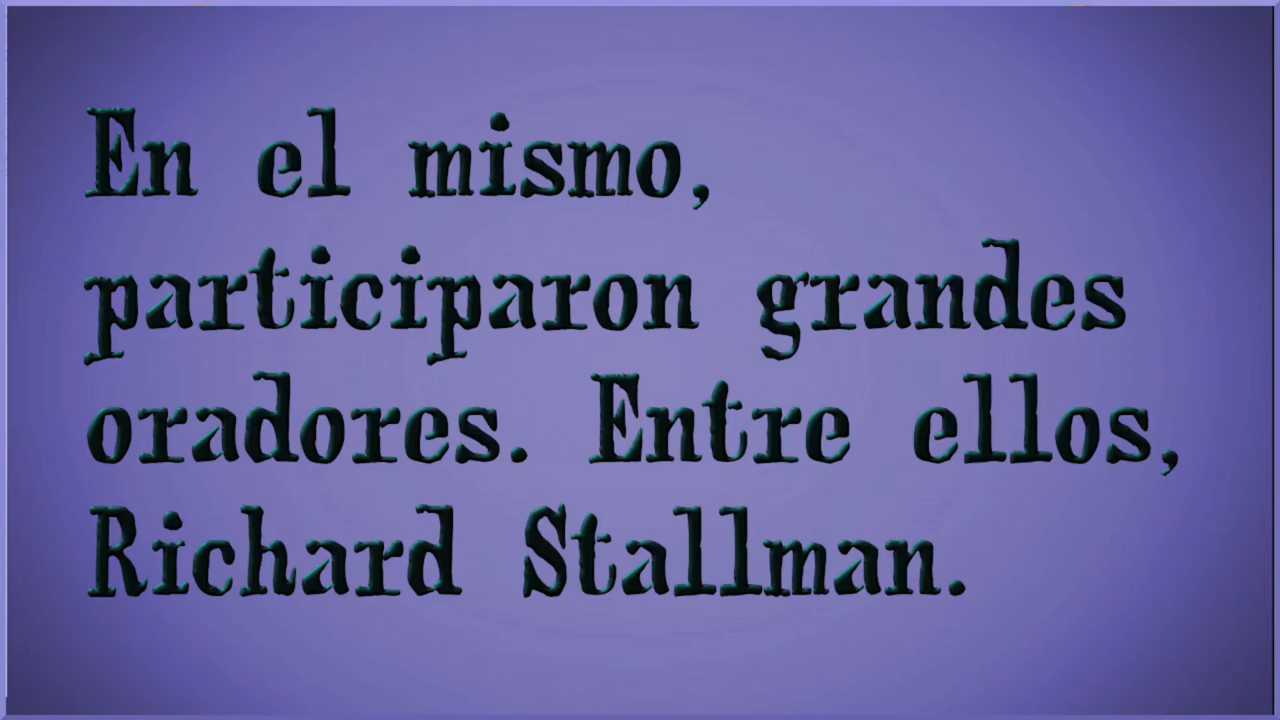 En el mismo,
participaron grandes
oradores. Entre ellos,
Richard Stallman.